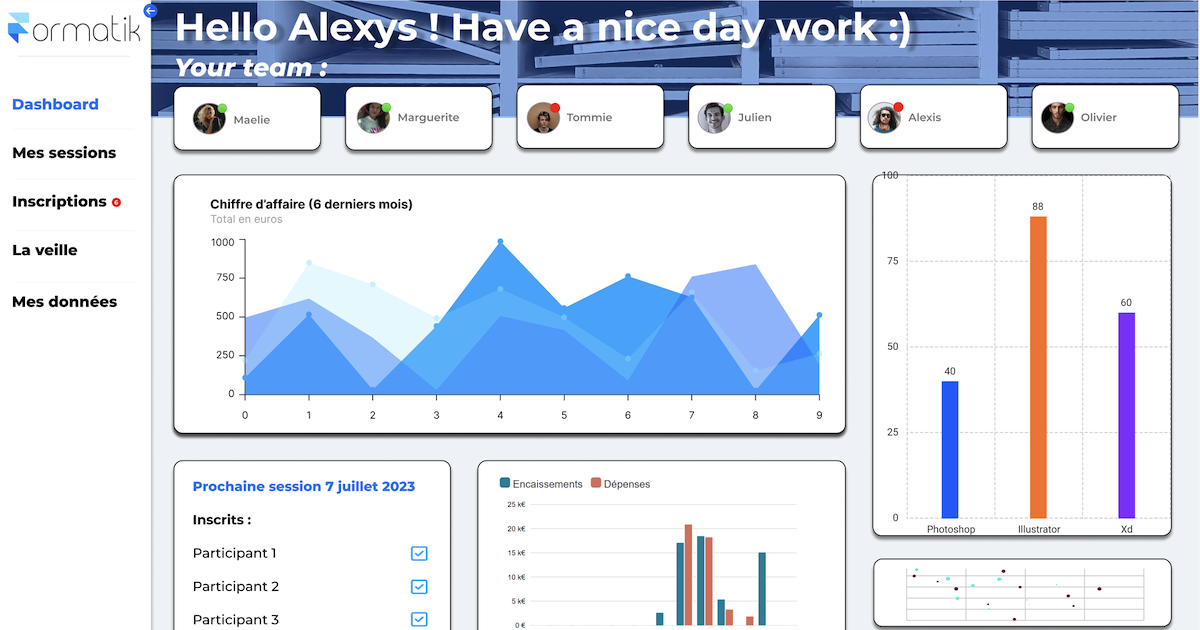 Formatik
Hello Alexys ! Have a nice day work :)
Your team :
Maelie
Marguerite
Tommie
Julien
Alexis
Olivier
Dashboard
Mes sessions
Inscriptions 6
La veille
Mes données
Chiffre d'affaire (6 derniers mois)
Total en euros
1000
750
500
250
0
0 1 2 3 4 5 6 7 8 9
100
75
50
25
0
40
88
60
Photoshop Illustrator Xd
Prochaine session 7 juillet 2023
Inscrits :
Participant 1
Participant 2
Participant 3
Encaissements Dépenses
25 k€
20 k€
15 k€
10 k€
5 k€
0 €